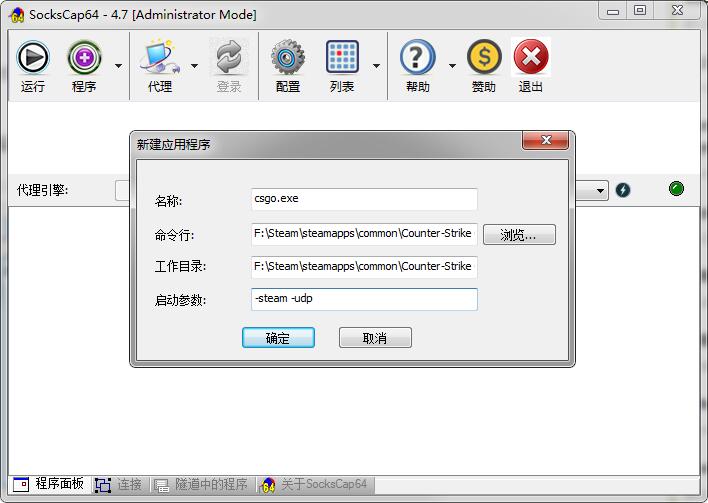 SocksCap64 - 4.7 [Administrator Mode]
运行 程序 代理 登录 配置 列表 帮助 赞助 退出
新建应用程序
代理引擎:
名称: csgo.exe
命令行: F:\Steam\steamapps\common\Counter-Strike 浏览...
工作目录: F:\Steam\steamapps\common\Counter-Strike
启动参数: -steam -udp
确定 取消
程序面板 连接 隧道中的程序 关于SocksCap64